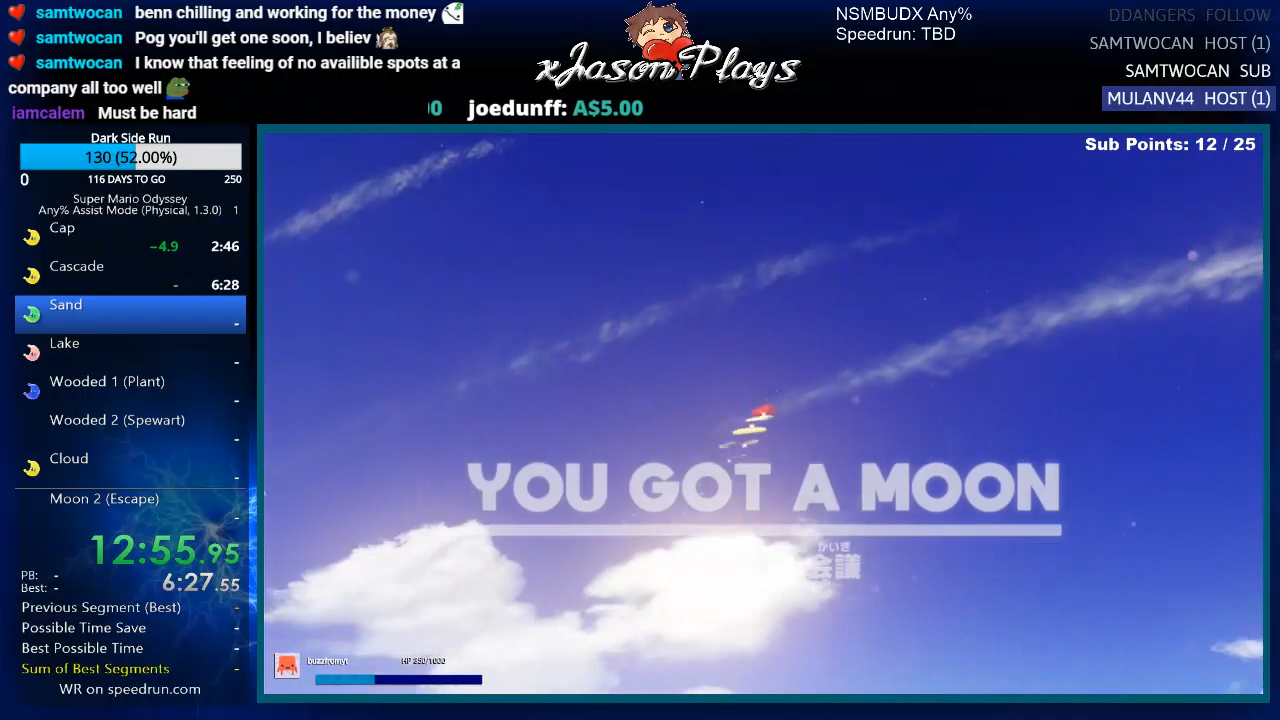 samtwocan benn chilling and working for the money
samtwocan Pog you'll get one soon, I believ
samtwocan I know that feeling of no availible spots at a
company all too well
iamcalem Must be hard
xJasonPlays
NSMBUDX Any%
Speedrun: TBD
DDANGERS FOLLOW
SAMTWOCAN HOST (1)
SAMTWOCAN SUB
MULANV44 HOST (1)
joedunff: A$5.00
Dark Side Run
130 (52.00%)
0 116 DAYS TO GO 250
Super Mario Odyssey
Any% Assist Mode (Physical, 1.3.0) 1
Cap
-4.9 2:46
Cascade
- 6:28
Sand
-
Lake
-
Wooded 1 (Plant)
-
Wooded 2 (Spewart)
-
Cloud
-
Moon 2 (Escape)
-
12:55.95
PB: -
Best: -
6:27.55
Previous Segment (Best) -
Possible Time Save -
Best Possible Time -
Sum of Best Segments -
WR on speedrun.com
Sub Points: 12 / 25
YOU GOT A MOON
かいぎ
会議
buzzfromyt